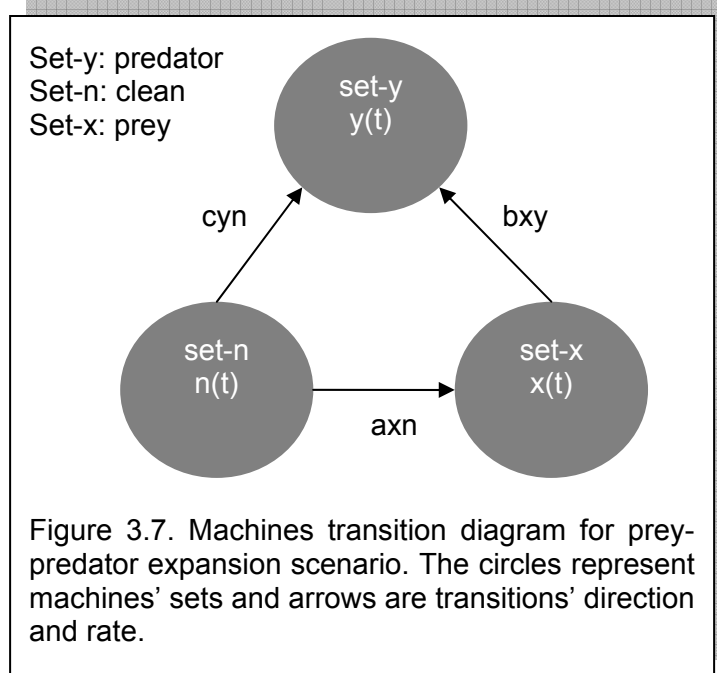 Set-y: predator
Set-n: clean
Set-x: prey
set-y
y(t)
cyn
bxy
set-n
n(t)
set-x
x(t)
axn
Figure 3.7. Machines transition diagram for prey-
predator expansion scenario. The circles represent
machines’ sets and arrows are transitions’ direction
and rate.